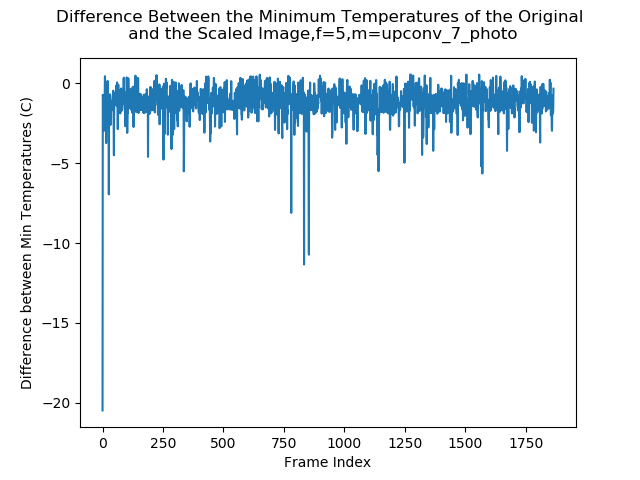 Difference Between the Minimum Temperatures of the Original
and the Scaled Image,f=5,m=upconv_7_photo
Difference between Min Temperatures (C)
0
−5
−10
−15
−20
0 250 500 750 1000 1250 1500 1750
Frame Index